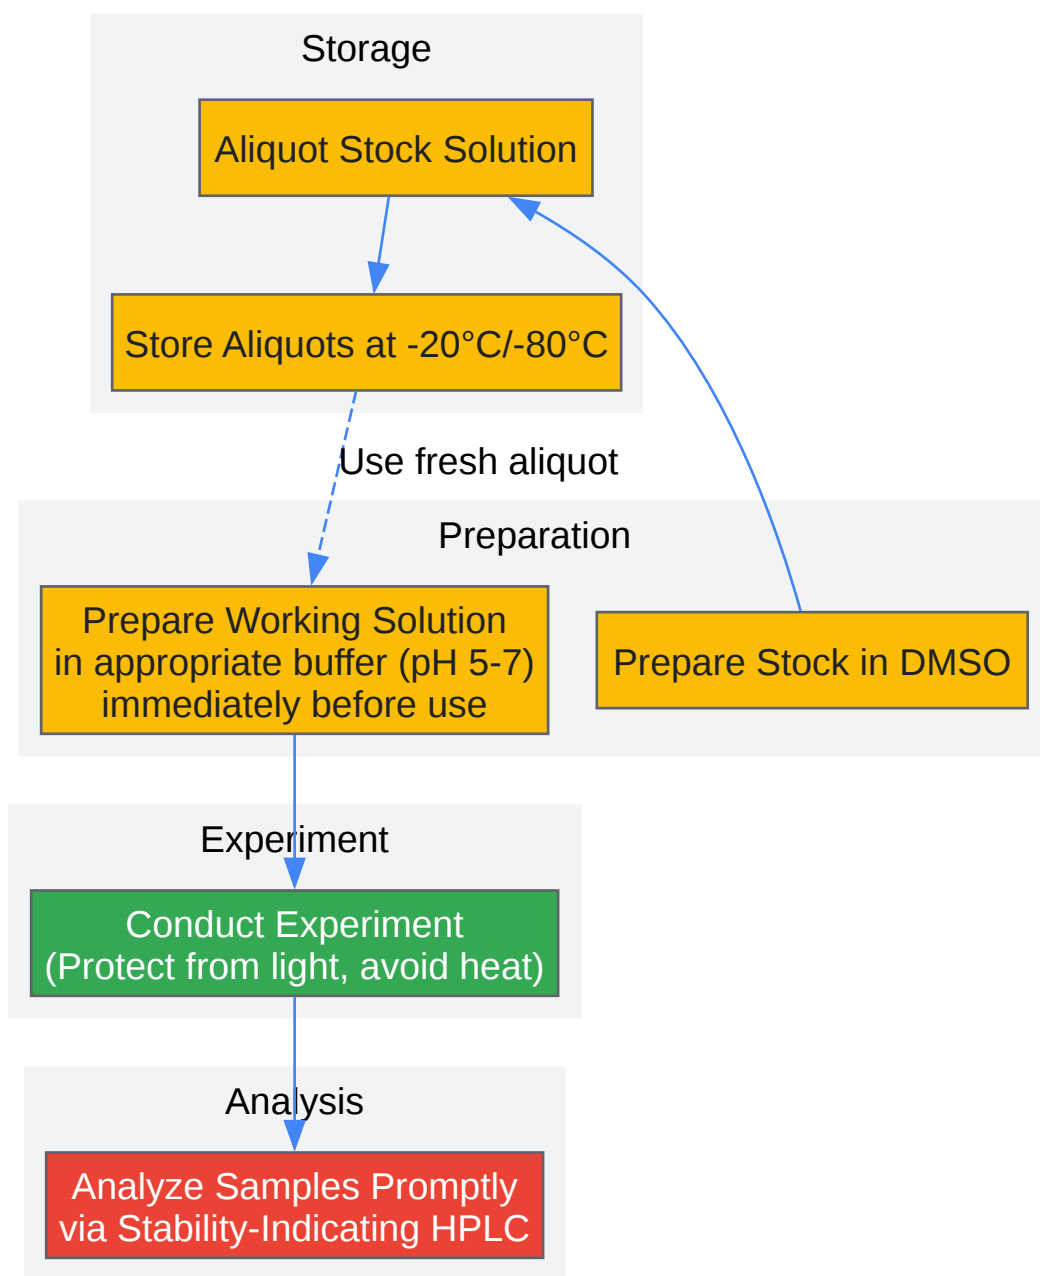 Storage
Aliquot Stock Solution
Store Aliquots at -20°C/-80°C
Use fresh aliquot
Preparation
Prepare Working Solution
in appropriate buffer (pH 5-7)
immediately before use
Prepare Stock in DMSO
Experiment
Conduct Experiment
(Protect from light, avoid heat)
Analysis
Analyze Samples Promptly
via Stability-Indicating HPLC